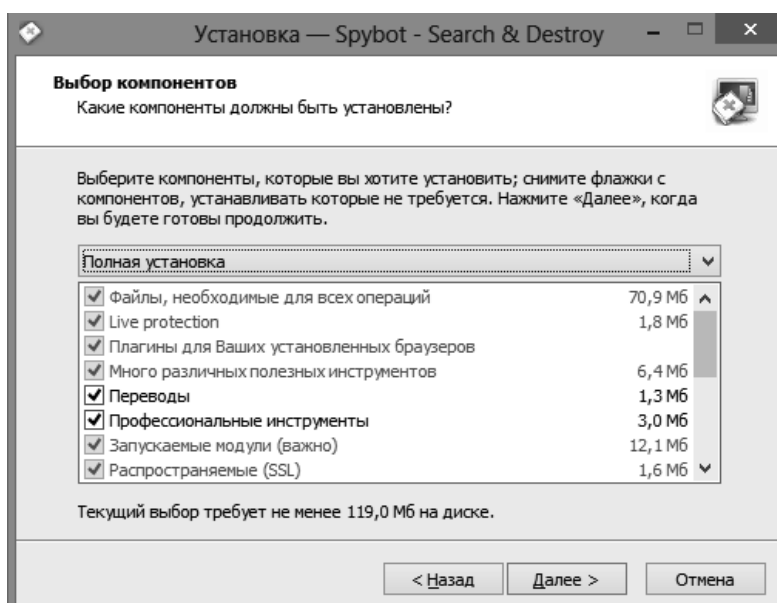 Установка — Spybot - Search & Destroy
Выбор компонентов
Какие компоненты должны быть установлены?
Выберите компоненты, которые вы хотите установить; снимите флажки с
компонентов, устанавливать которые не требуется. Нажмите «Далее», когда
вы будете готовы продолжить.
Полная установка
Файлы, необходимые для всех операций 70,9 Мб
Live protection 1,8 Мб
Плагины для Ваших установленных браузеров
Много различных полезных инструментов 6,4 Мб
Переводы 1,3 Мб
Профессиональные инструменты 3,0 Мб
Запускаемые модули (важно) 12,1 Мб
Распространяемые (SSL) 1,6 Мб
Текущий выбор требует не менее 119,0 Мб на диске.
< Назад Далее > Отмена